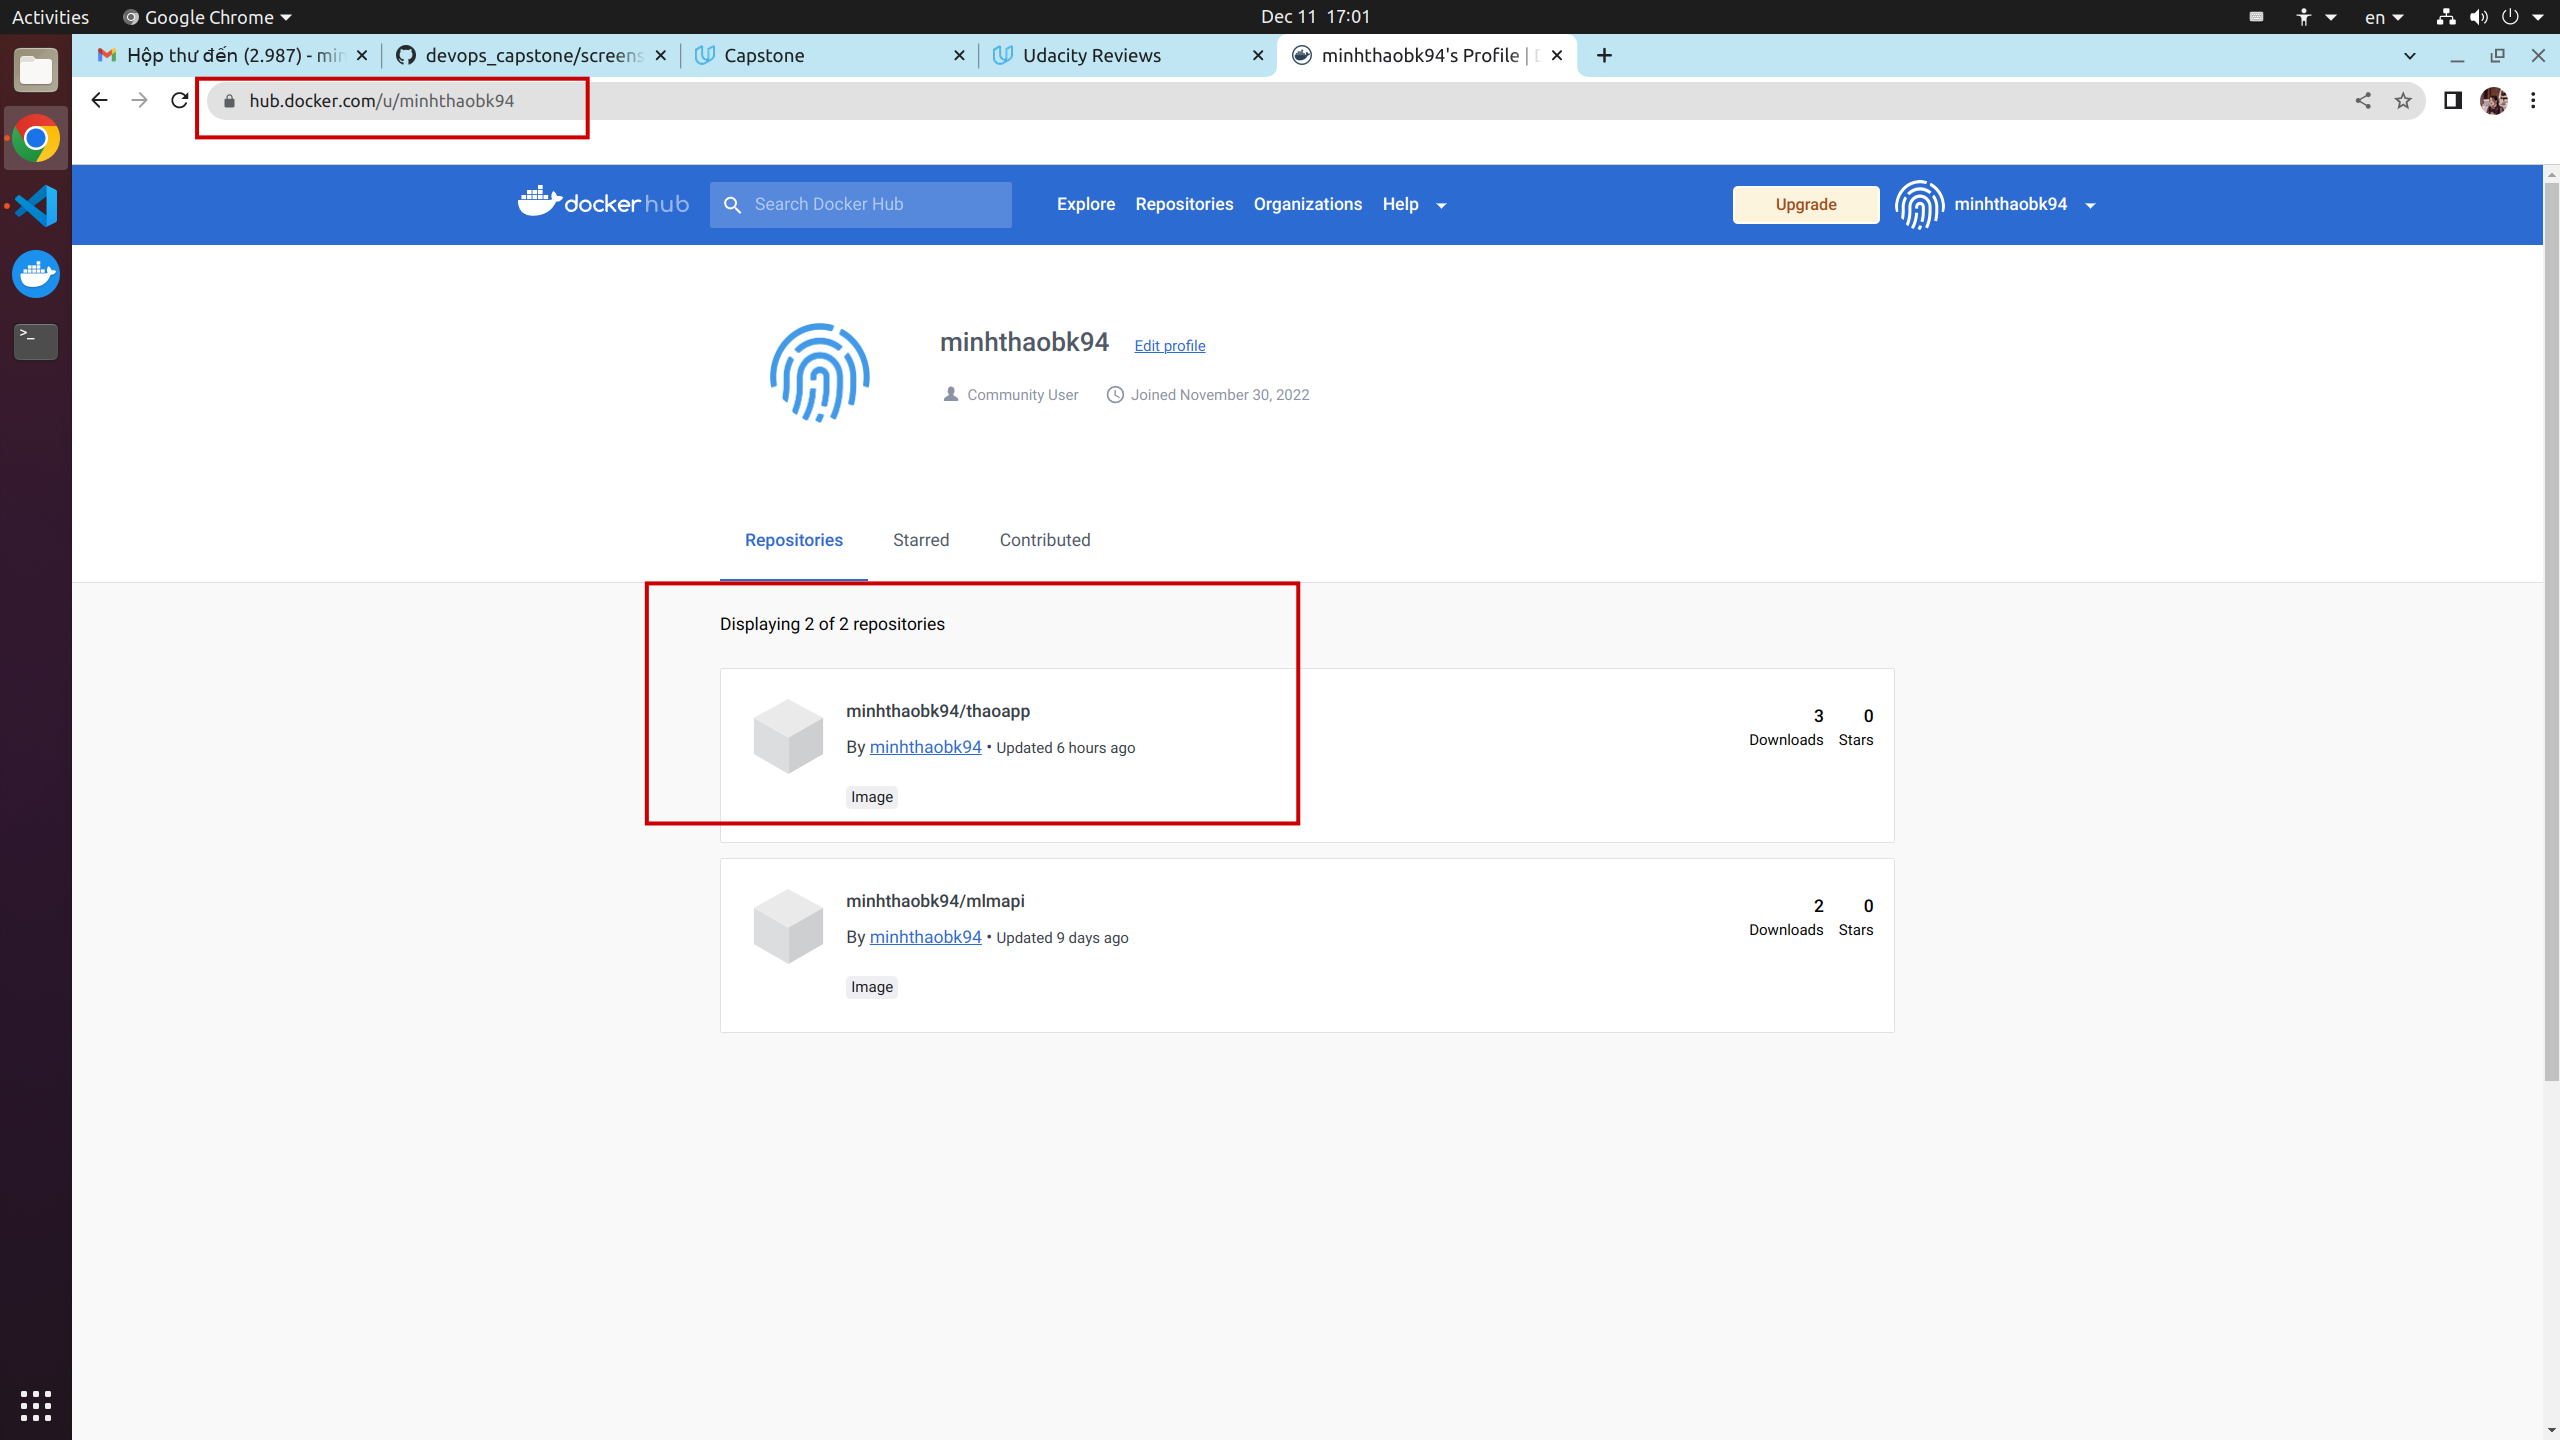 Activities
Google Chrome
Dec 11 17:01
en
Hộp thư đến (2.987) - min
devops_capstone/screens
Capstone
Udacity Reviews
minhthaobk94's Profile |
hub.docker.com/u/minhthaobk94
docker hub
Search Docker Hub
Explore
Repositories
Organizations
Help
Upgrade
minhthaobk94
minhthaobk94
Edit profile
Community User
Joined November 30, 2022
Repositories
Starred
Contributed
Displaying 2 of 2 repositories
minhthaobk94/thaoapp
By minhthaobk94 • Updated 6 hours ago
Image
3
0
Downloads
Stars
minhthaobk94/mlmapi
By minhthaobk94 • Updated 9 days ago
Image
2
0
Downloads
Stars